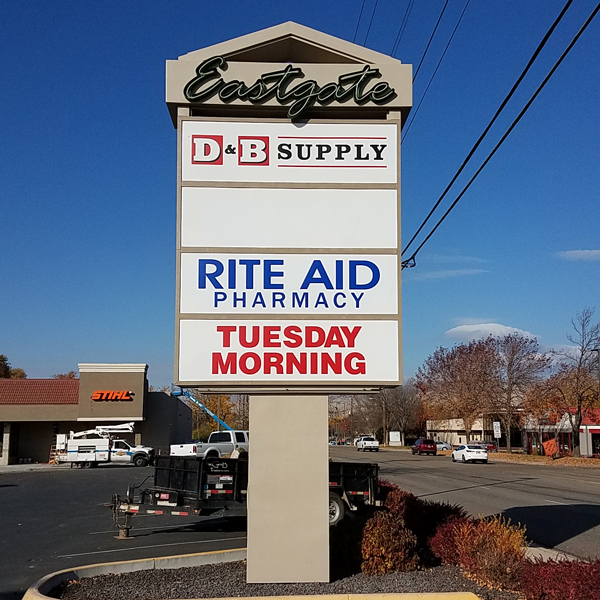 Eastgate
D&B SUPPLY
RITE AID
PHARMACY
TUESDAY
MORNING
STIHL